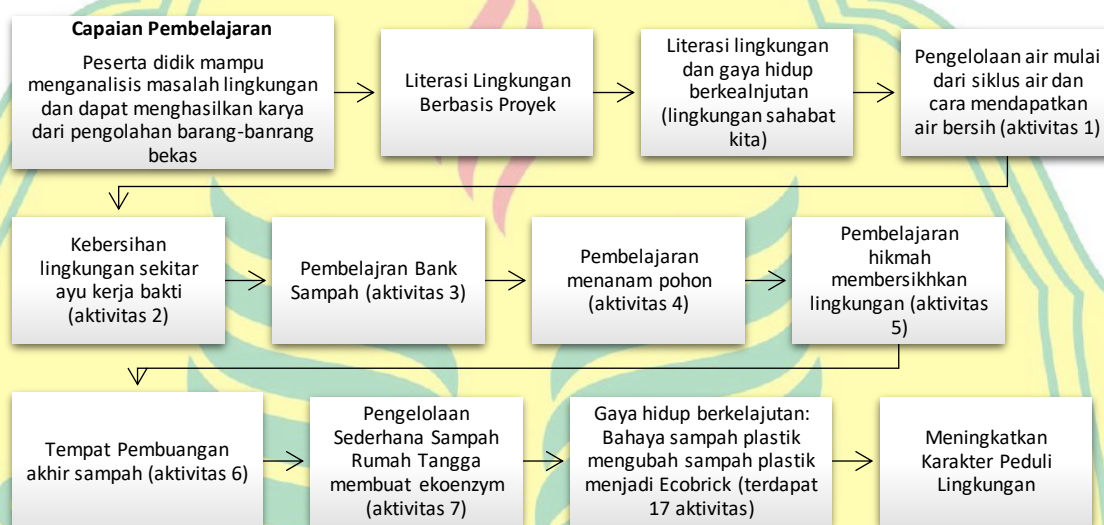 Capaian Pembelajaran
Peserta didik mampu
menganalisis masalah lingkungan
dan dapat menghasilkan karya
dari pengolahan barang-banrang
bekas
Literasi Lingkungan
Berbasis Proyek
Literasi lingkungan
dan gaya hidup
berkealnjutan
(lingkungan sahabat
kita)
Pengelolaan air mulai
dari siklus air dan
cara mendapatkan
air bersih (aktivitas 1)
Kebersihan
lingkungan sekitar
ayu kerja bakti
(aktivitas 2)
Pembelajran Bank
Sampah (aktivitas 3)
Pembelajaran
menanam pohon
(aktivitas 4)
Pembelajaran
hikmah
membersikhkan
lingkungan (aktivitas
5)
Tempat Pembuangan
akhir sampah (aktivitas 6)
Pengelolaan
Sederhana Sampah
Rumah Tangga
membuat ekoenzym
(aktivitas 7)
Gaya hidup berkelajutan:
Bahaya sampah plastik
mengubah sampah plastik
menjadi Ecobrick (terdapat
17 aktivitas)
Meningkatkan
Karakter Peduli
Lingkungan